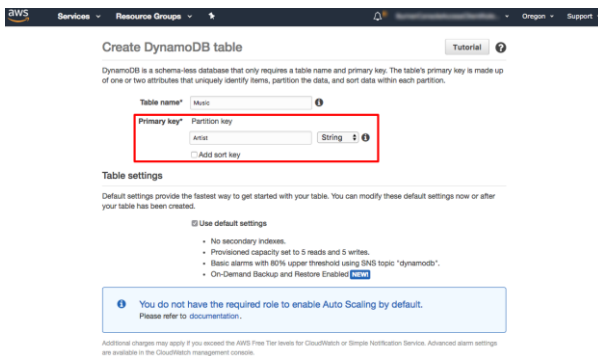 aws Services Resource Groups Oregon Support
Create DynamoDB table Tutorial
DynamoDB is a schema-less database that only requires a table name and primary key. The table's primary key is made up
of one or two attributes that uniquely identify items, partition the data, and sort data within each partition.
Table name* Music
Primary key* Partition key
Artist String
Add sort key
Table settings
Default settings provide the fastest way to get started with your table. You can modify these default settings now or after
your table has been created.
Use default settings
• No secondary indexes.
• Provisioned capacity set to 5 reads and 5 writes.
• Basic alarms with 80% upper threshold using SNS topic "dynamodb".
• On-Demand Backup and Restore Enabled NEW!
You do not have the required role to enable Auto Scaling by default.
Please refer to documentation.
Additional charges may apply if you exceed the AWS Free Tier levels for CloudWatch or Simple Notification Service. Advanced alarm settings
are available in the CloudWatch management console.